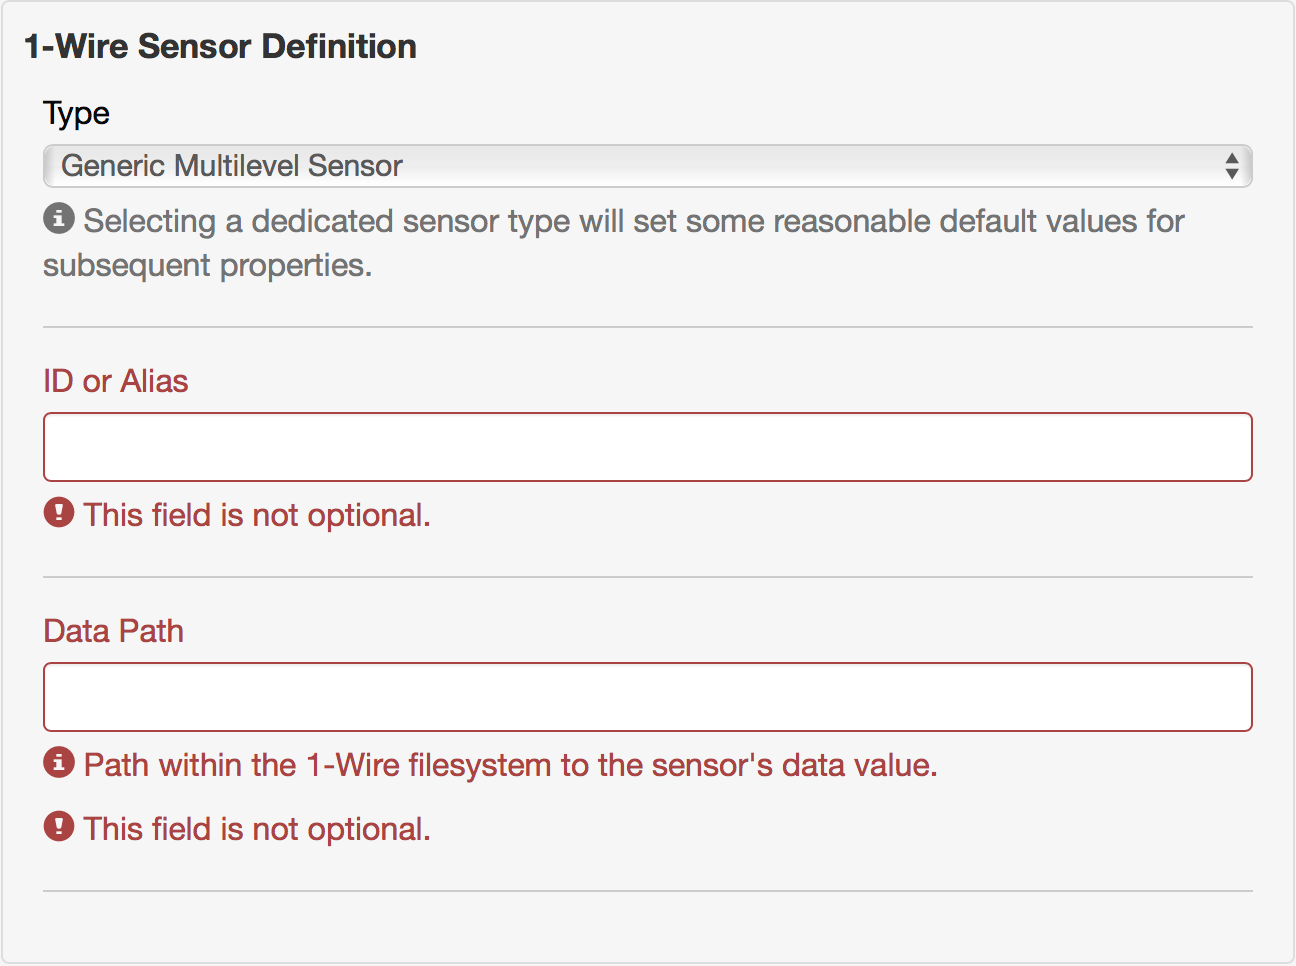 1-Wire Sensor Definition
Type
Generic Multilevel Sensor
Selecting a dedicated sensor type will set some reasonable default values for
subsequent properties.
ID or Alias
This field is not optional.
Data Path
Path within the 1-Wire filesystem to the sensor's data value.
This field is not optional.